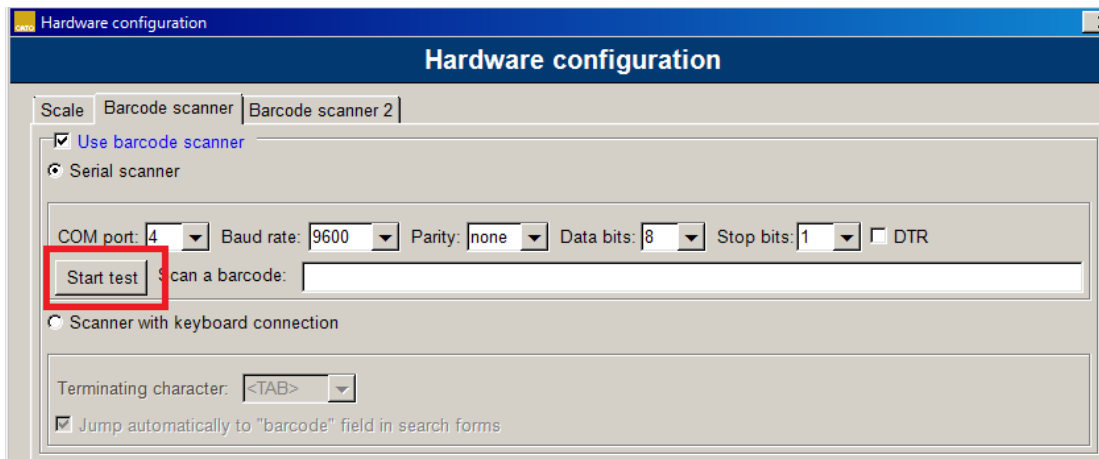 CATO Hardware configuration
Hardware configuration
Scale Barcode scanner Barcode scanner 2
Use barcode scanner
Serial scanner
COM port: 4 Baud rate: 9600 Parity: none Data bits: 8 Stop bits: 1 DTR
Start test Scan a barcode:
Scanner with keyboard connection
Terminating character: <TAB>
Jump automatically to "barcode" field in search forms